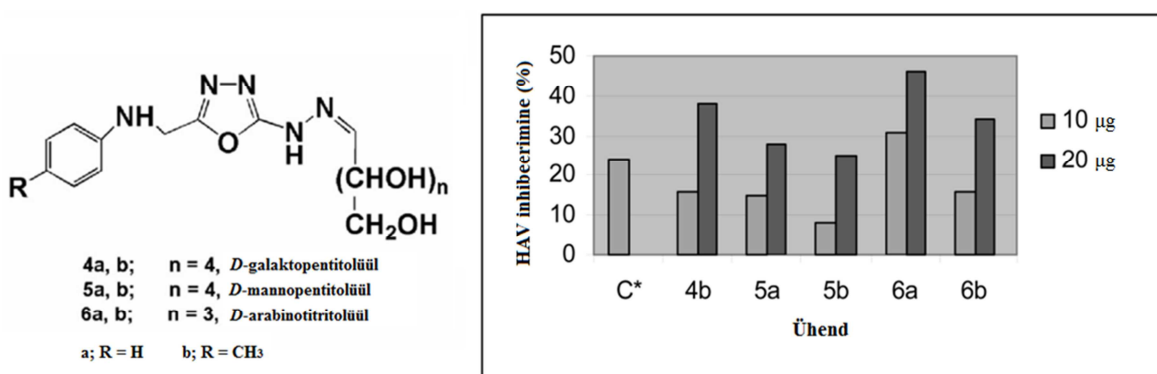 N–N
NH
N
O
N
H
R
(CHOH)n
CH2OH
4a, b; n = 4, D-galaktopentitolüül
5a, b; n = 4, D-mannopentitolüül
6a, b; n = 3, D-arabinotitritolüül
a; R = H b; R = CH3
HAV inhibeerimine (%)
50
40
30
20
10
0
C* 4b 5a 5b 6a 6b
Ühend
10 µg
20 µg